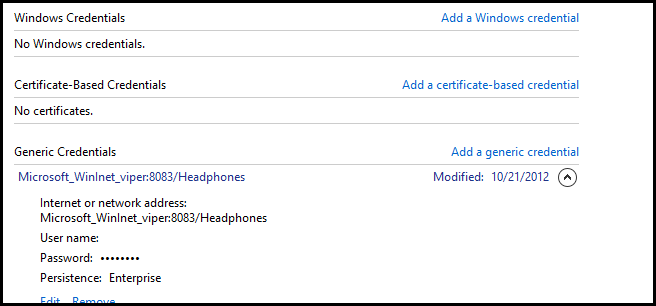 Windows Credentials Add a Windows credential
No Windows credentials.
Certificate-Based Credentials Add a certificate-based credential
No certificates.
Generic Credentials Add a generic credential
Microsoft_WinInet_viper:8083/Headphones Modified: 10/21/2012
Internet or network address:
Microsoft_WinInet_viper:8083/Headphones
User name:
Password: ••••••••
Persistence: Enterprise
Edit Remove